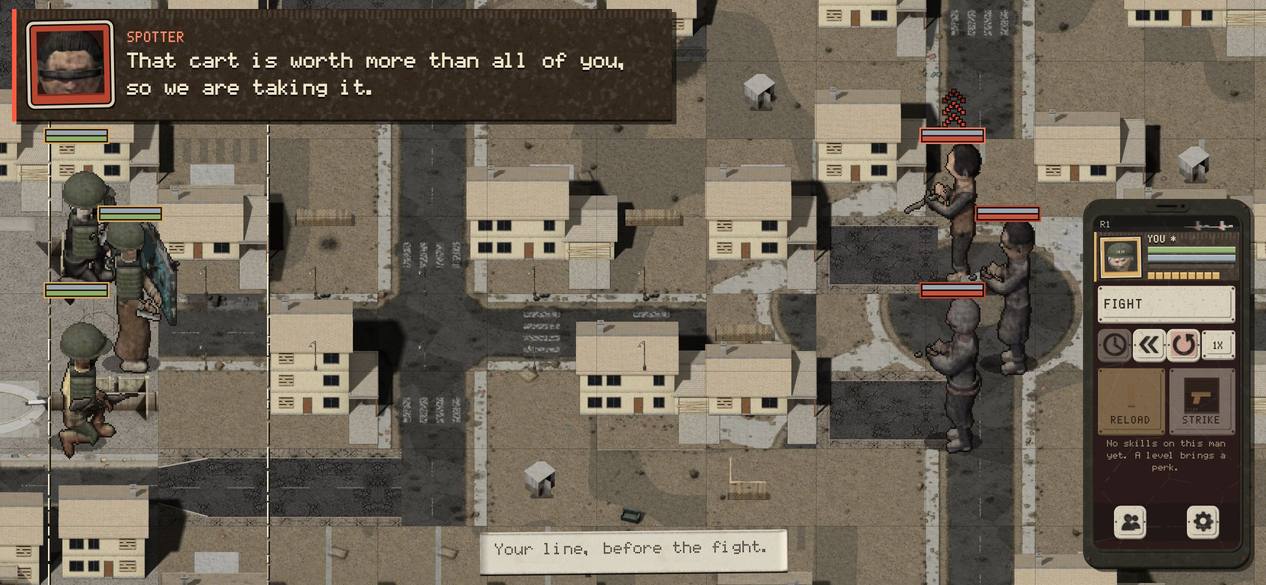 SPOTTER
That cart is worth more than all of you,
so we are taking it.
R1
YOU *
FIGHT
1X
RELOAD
STRIKE
No skills on this man
yet. A level brings a
perk.
Your line, before the fight.